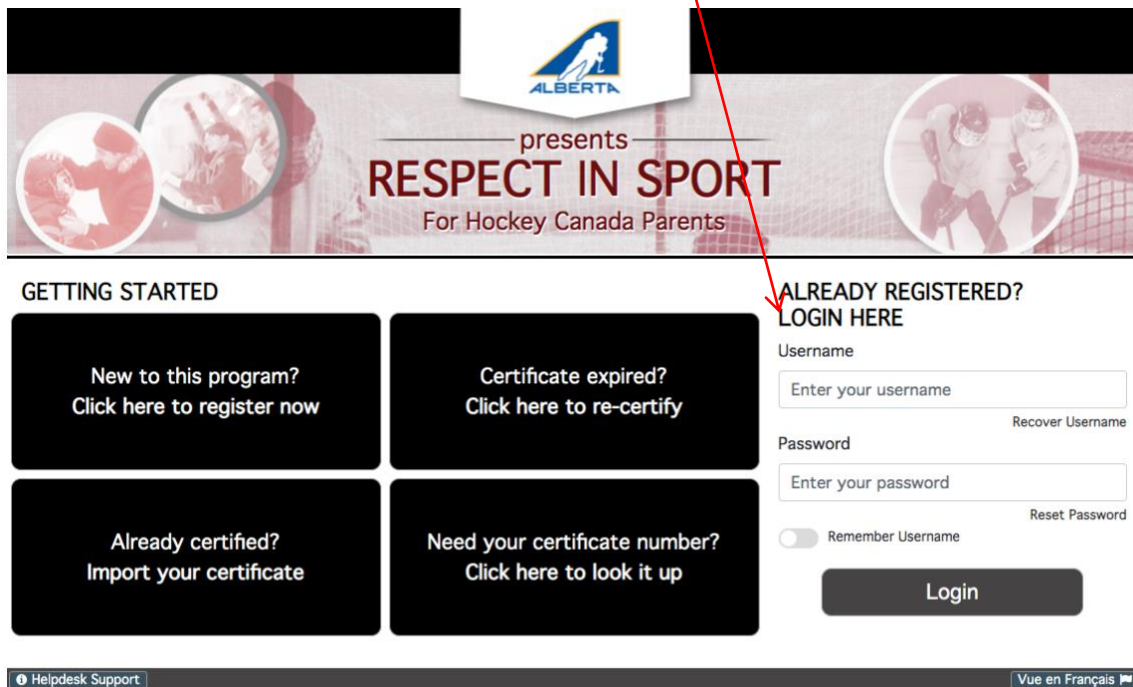 ALBERTA
presents
RESPECT IN SPORT
For Hockey Canada Parents
GETTING STARTED
New to this program?
Click here to register now
Certificate expired?
Click here to re-certify
Already certified?
Import your certificate
Need your certificate number?
Click here to look it up
ALREADY REGISTERED?
LOGIN HERE
Username
Enter your username
Recover Username
Password
Enter your password
Reset Password
Remember Username
Login
Helpdesk Support
Vue en Français